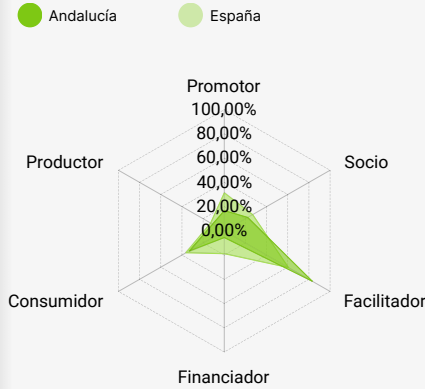 Andalucía España
Promotor
100,00%
80,00%
Productor 60,00% Socio
40,00%
20,00%
0,00%
Consumidor Facilitador
Financiador